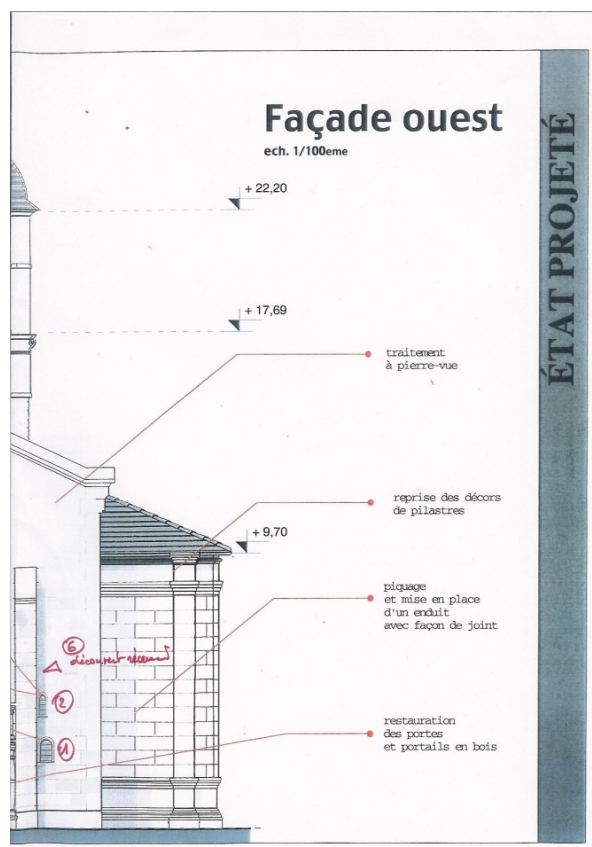 Façade ouest
ech. 1/100eme
ÉTAT PROJETÉ
+ 22,20
+ 17,69
traitement
à pierre-vue
reprise des décors
de pilastres
+ 9,70
piquage
et mise en place
d'un enduit
avec façon de joint
6
découvert
2
1
restauration
des portes
et portails en bois